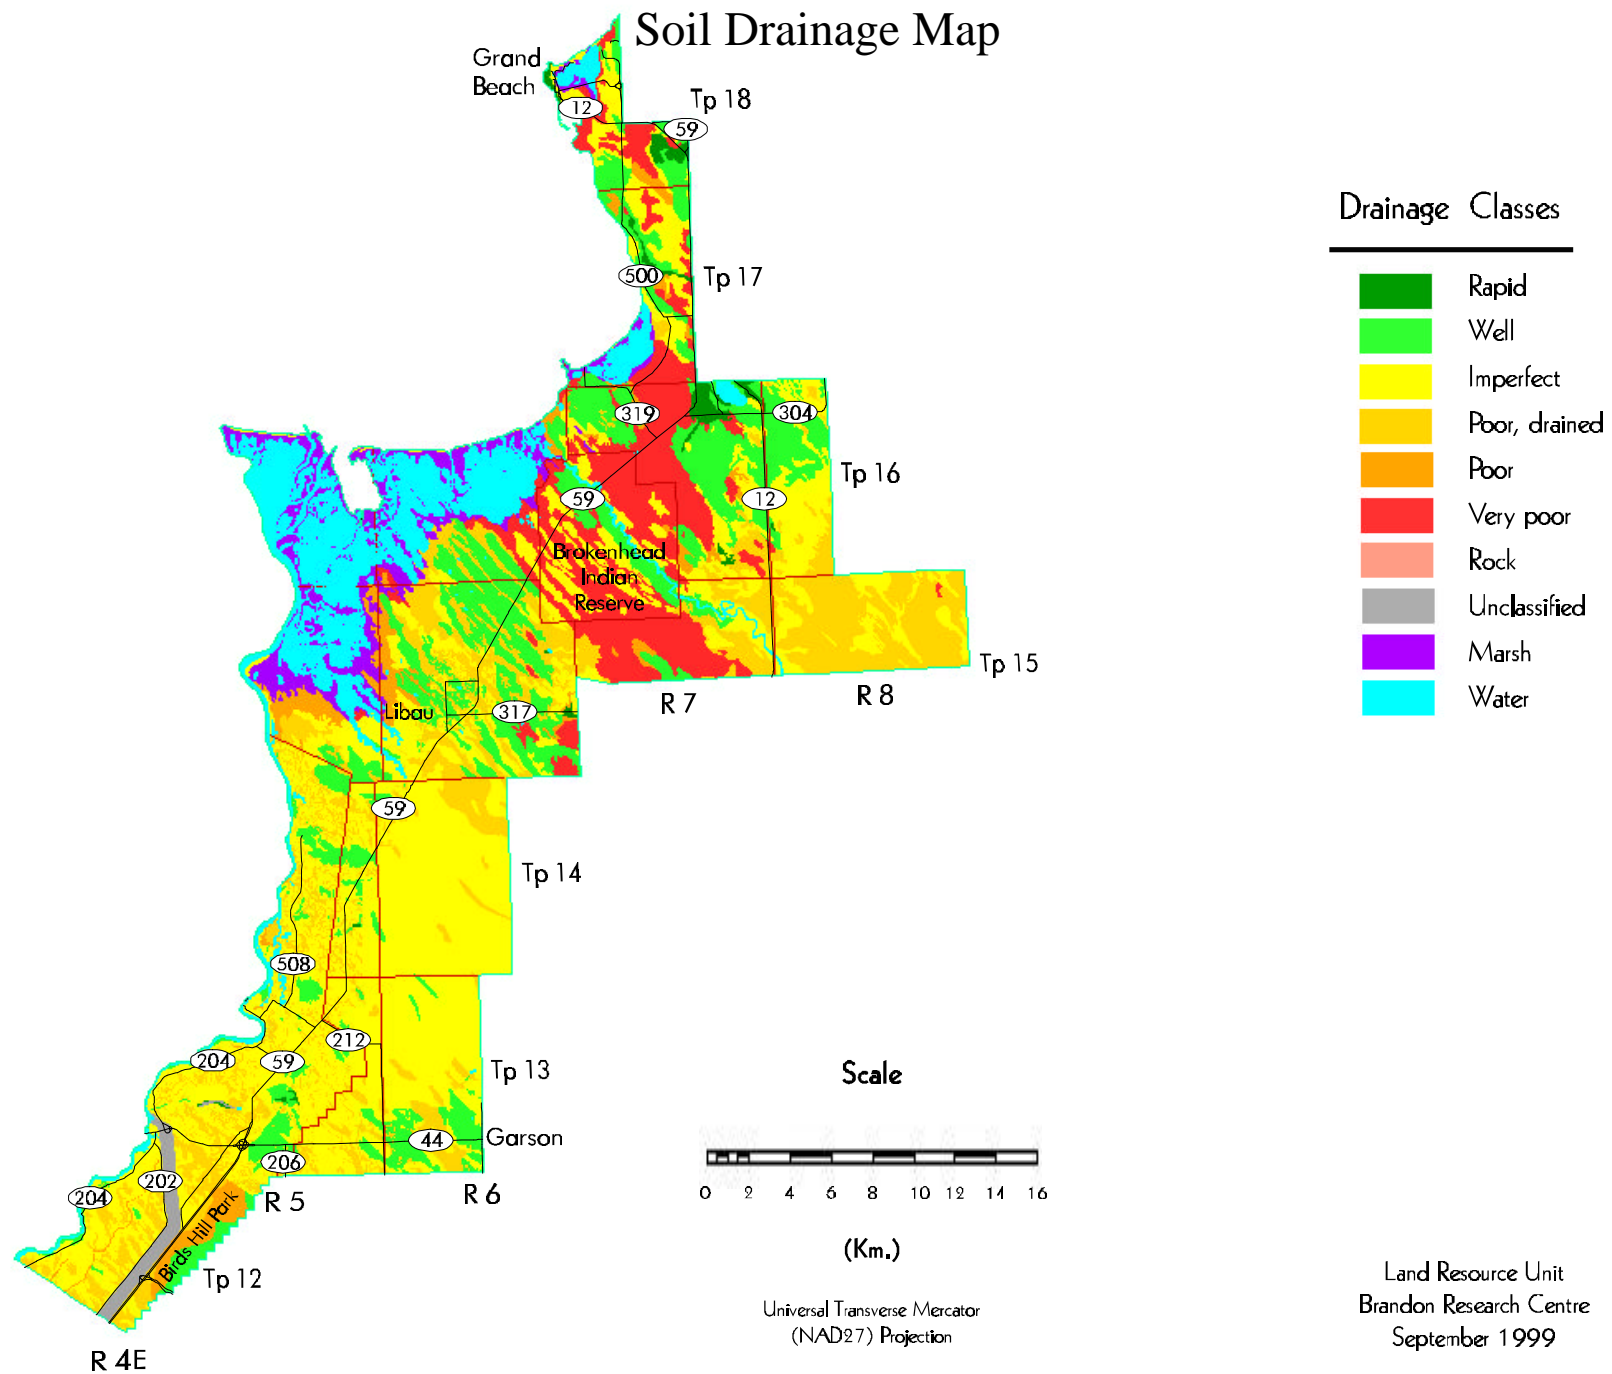 Soil Drainage Map
Grand
Beach
12
Tp 18
59
500
Tp 17
319
304
Tp 16
59
12
Brokenhead
Indian
Reserve
Tp 15
R 7
R 8
Libau
317
59
Tp 14
508
212
204
59
Tp 13
44
Garson
206
202
204
R 5
R 6
Birds Hill Park
Tp 12
R 4E
Drainage Classes
Rapid
Well
Imperfect
Poor, drained
Poor
Very poor
Rock
Unclassified
Marsh
Water
Scale
0 2 4 6 8 10 12 14 16
(Km.)
Universal Transverse Mercator
(NAD27) Projection
Land Resource Unit
Brandon Research Centre
September 1999